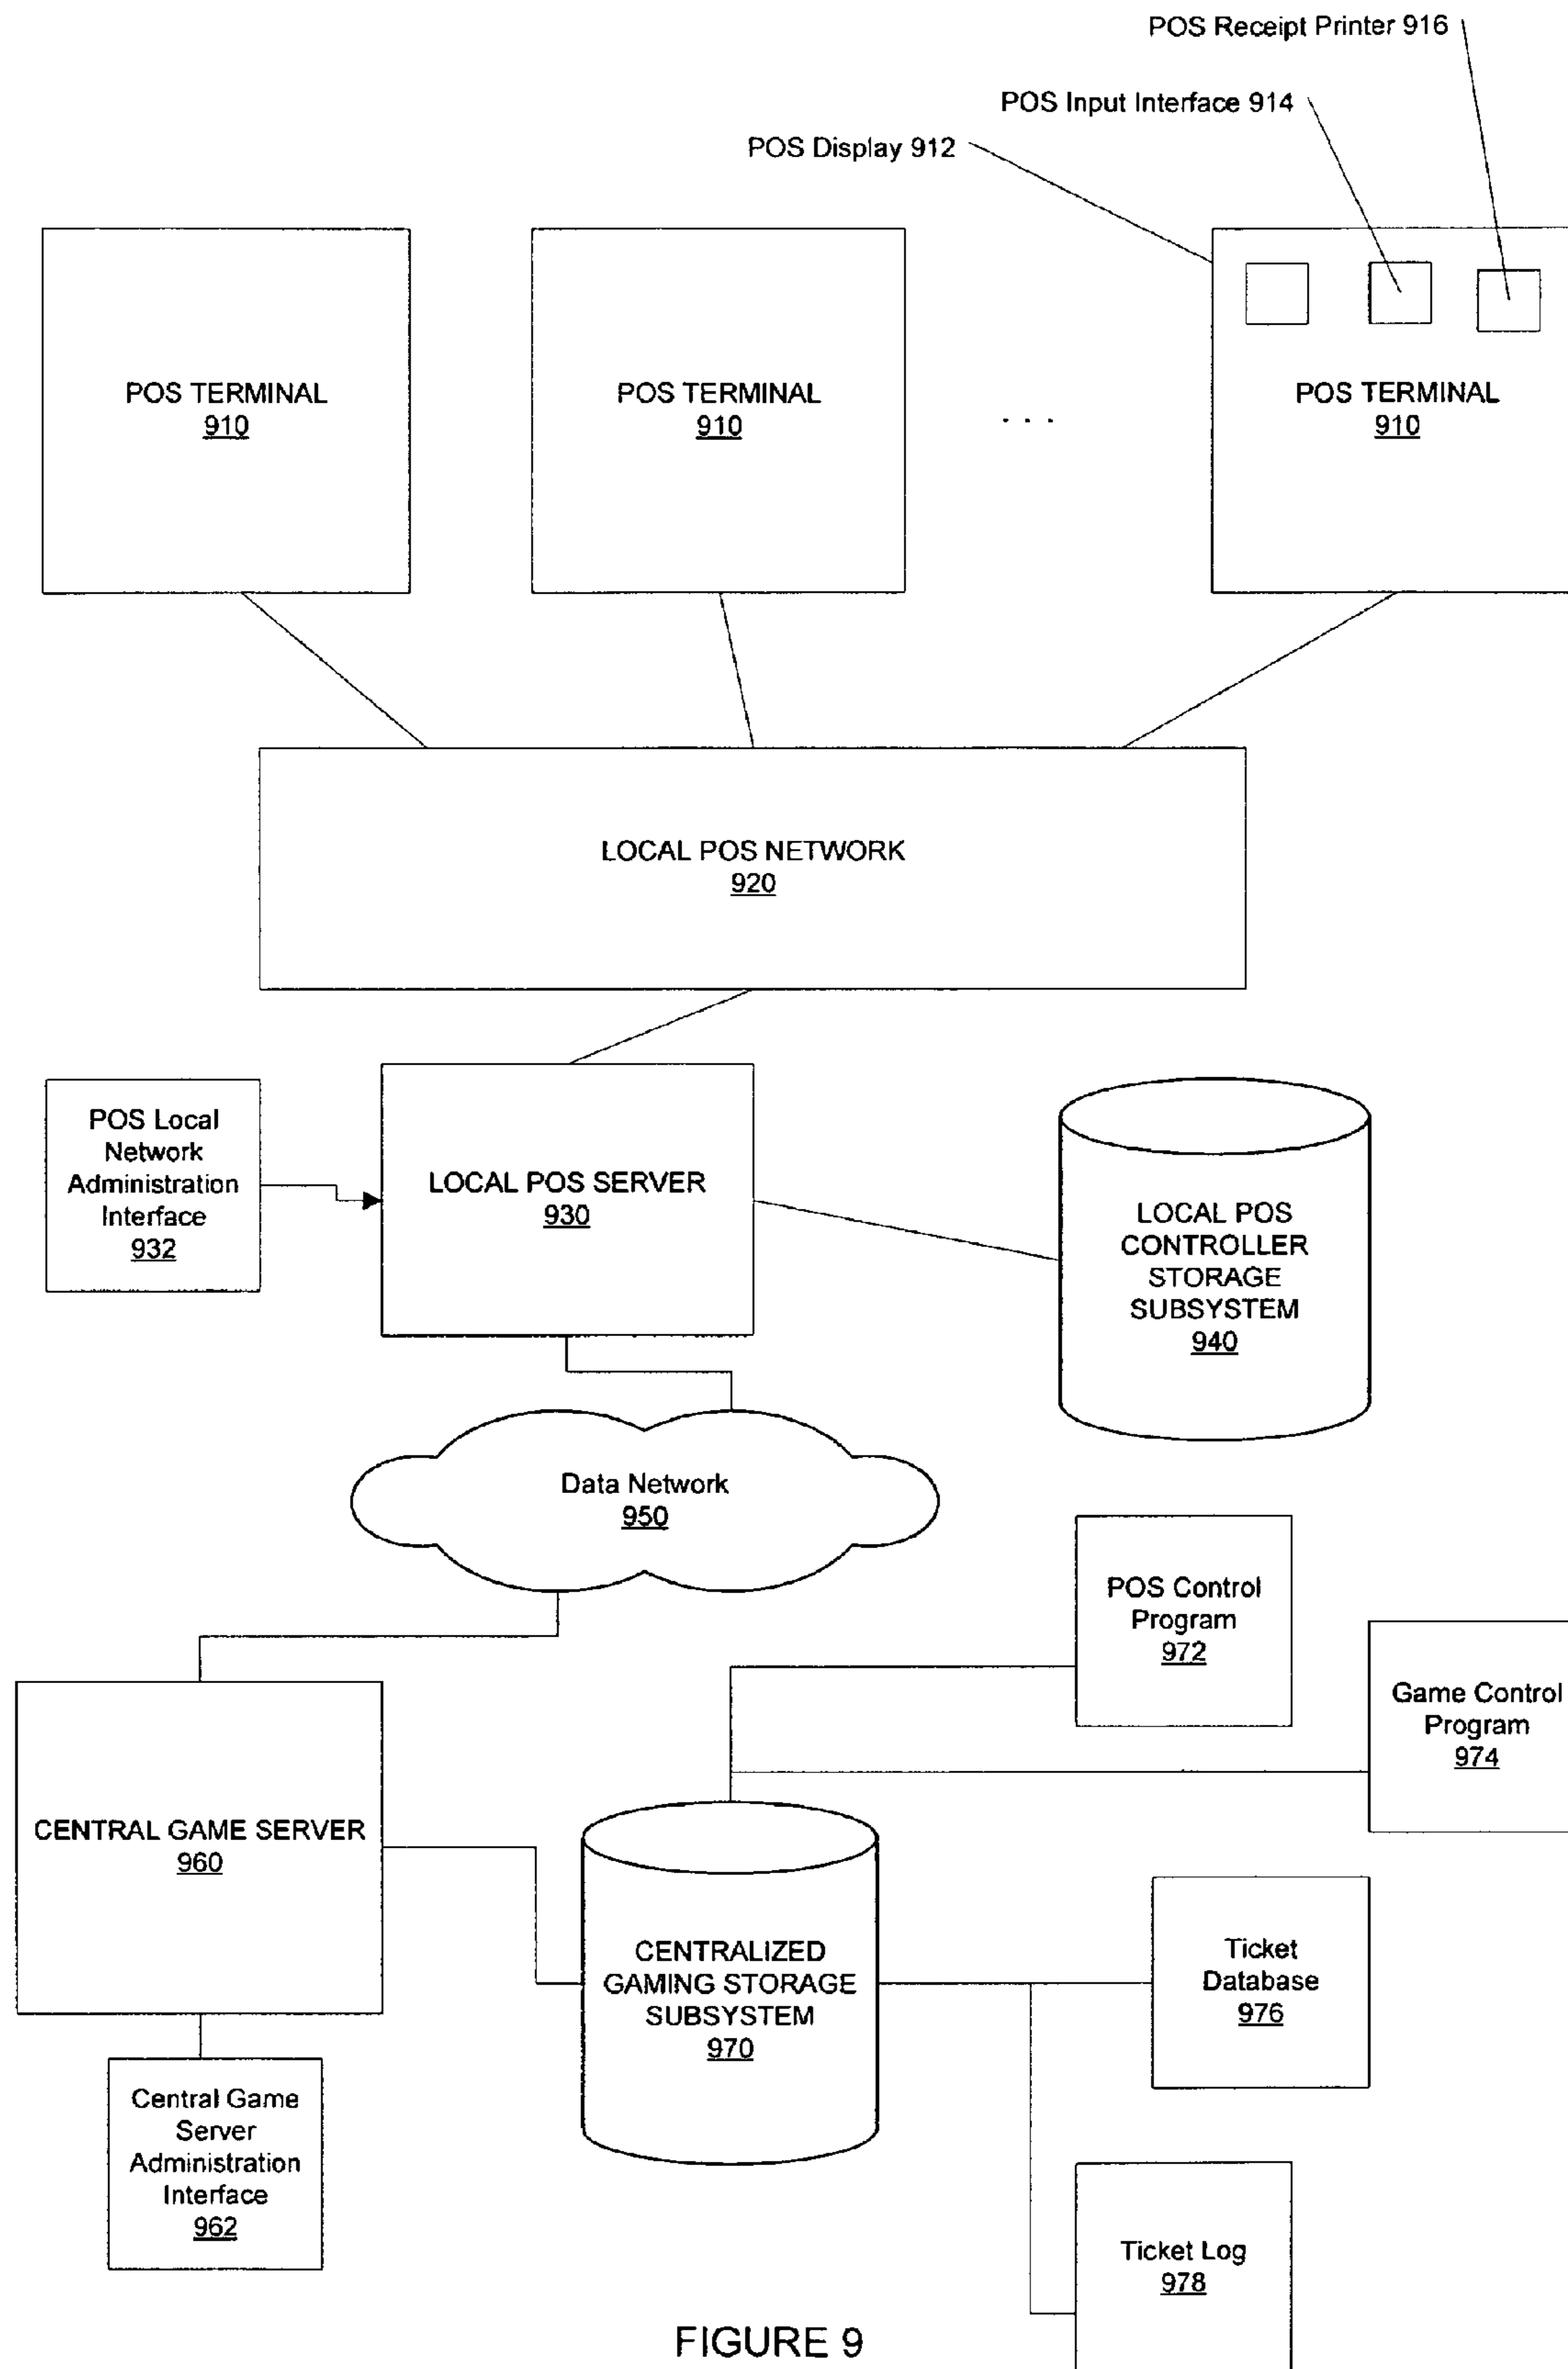 POS Receipt Printer 916
POS Input Interface 914
POS Display 912
POS TERMINAL
910
POS TERMINAL
910
. . .
POS TERMINAL
910
LOCAL POS NETWORK
920
POS Local
Network
Administration
Interface
932
LOCAL POS SERVER
930
LOCAL POS
CONTROLLER
STORAGE
SUBSYSTEM
940
Data Network
950
POS Control
Program
972
Game Control
Program
974
CENTRAL GAME SERVER
960
CENTRALIZED
GAMING STORAGE
SUBSYSTEM
970
Ticket
Database
976
Central Game
Server
Administration
Interface
962
Ticket Log
978
FIGURE 9